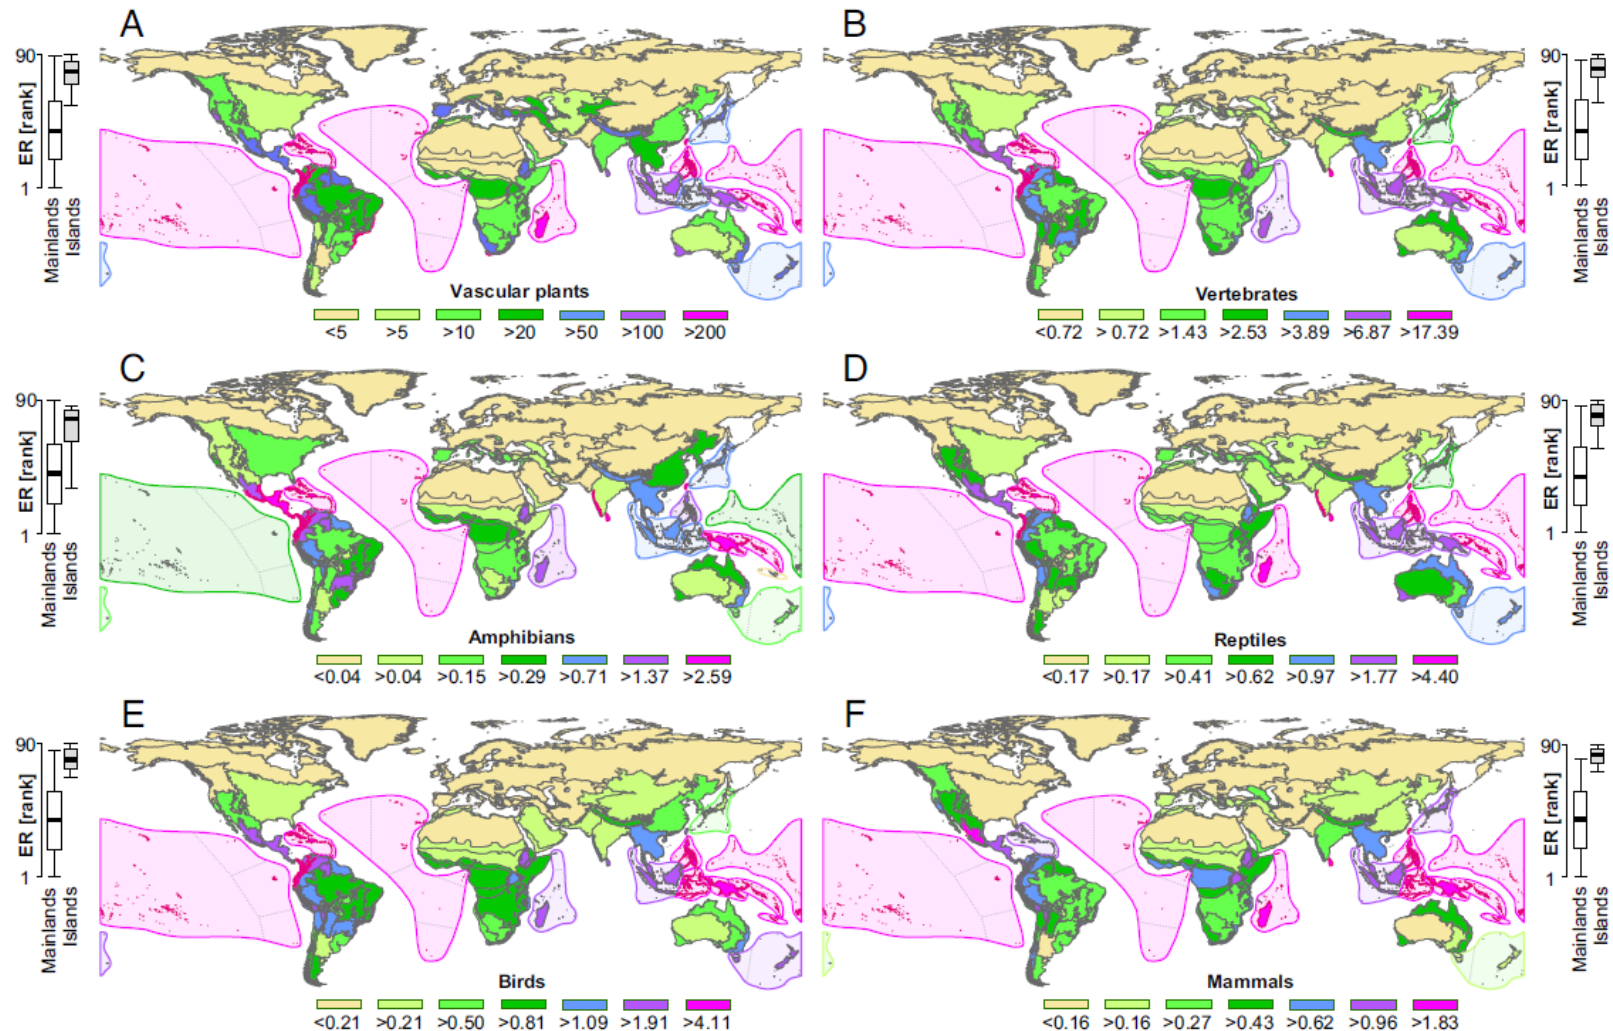 A
B
90
ER [rank]
1
Mainlands
Islands
90
ER [rank]
1
Mainlands
Islands
Vascular plants
<5 >5 >10 >20 >50 >100 >200
Vertebrates
<0.72 > 0.72 >1.43 >2.53 >3.89 >6.87 >17.39
C
D
90
ER [rank]
1
Mainlands
Islands
90
ER [rank]
1
Mainlands
Islands
Amphibians
<0.04 >0.04 >0.15 >0.29 >0.71 >1.37 >2.59
Reptiles
<0.17 >0.17 >0.41 >0.62 >0.97 >1.77 >4.40
E
F
90
ER [rank]
1
Mainlands
Islands
90
ER [rank]
1
Mainlands
Islands
Birds
<0.21 >0.21 >0.50 >0.81 >1.09 >1.91 >4.11
Mammals
<0.16 >0.16 >0.27 >0.43 >0.62 >0.96 >1.83